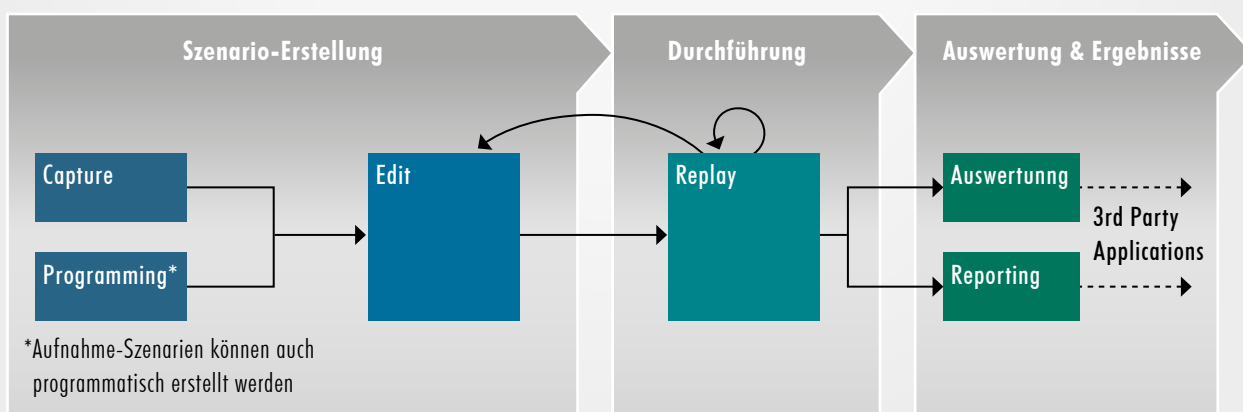 Szenario-Erstellung
Durchführung
Auswertung & Ergebnisse
Capture
Programming*
Edit
Replay
Auswertunng
Reporting
3rd Party
Applications
*Aufnahme-Szenarien können auch
programmatisch erstellt werden